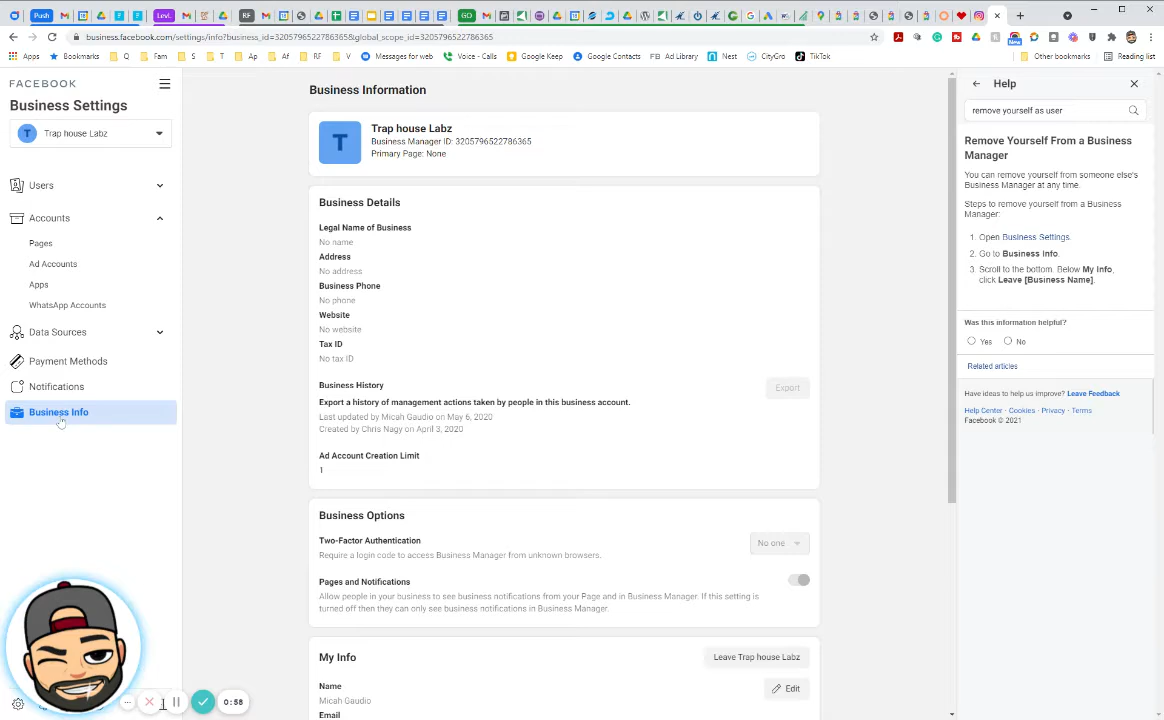 Push
LevL
RF
GO
business.facebook.com/settings/info?business_id=3205796522786365&global_scope_id=3205796522786365
New
Apps
Bookmarks
Q
Fam
S
T
Ap
Af
RF
V
Messages for web
Voice - Calls
Google Keep
Google Contacts
FB Ad Library
Nest
CityGro
TikTok
Other bookmarks
Reading list
FACEBOOK
Business Settings
T
Trap house Labz
Users
Accounts
Pages
Ad Accounts
Apps
WhatsApp Accounts
Data Sources
Payment Methods
Notifications
Business Info
0:58
Business Information
T
Trap house Labz
Business Manager ID: 3205796522786365
Primary Page: None
Business Details
Legal Name of Business
No name
Address
No address
Business Phone
No phone
Website
No website
Tax ID
No tax ID
Business History
Export
Export a history of management actions taken by people in this business account.
Last updated by Micah Gaudio on May 6, 2020
Created by Chris Nagy on April 3, 2020
Ad Account Creation Limit
1
Business Options
Two-Factor Authentication
No one
Require a login code to access Business Manager from unknown browsers.
Pages and Notifications
Allow people in your business to see business notifications from your Page and in Business Manager. If this setting is
turned off then they can only see business notifications in Business Manager.
My Info
Leave Trap house Labz
Name
Edit
Micah Gaudio
Email
Help
remove yourself as user
Remove Yourself From a Business
Manager
You can remove yourself from someone else's
Business Manager at any time.
Steps to remove yourself from a Business
Manager:
1. Open Business Settings.
2. Go to Business Info.
3. Scroll to the bottom. Below My Info,
click Leave [Business Name].
Was this information helpful?
Yes
No
Related articles
Have ideas to help us improve? Leave Feedback
Help Center · Cookies · Privacy · Terms
Facebook © 2021